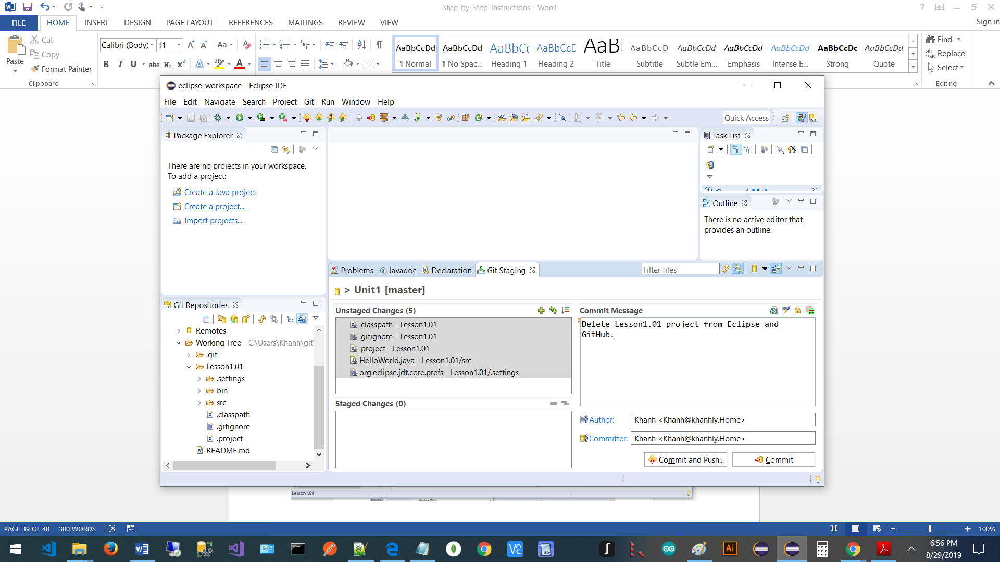 Step-by-Step-Instructions - Word
FILE HOME INSERT DESIGN PAGE LAYOUT REFERENCES MAILINGS REVIEW VIEW
Sign in
Paste
Cut
Copy
Format Painter
Clipboard
Calibri (Body) 11
AaBbCcDd AaBbCcDd AaBbCc AaBbCcD AaBl AaBbCcD AaBbCcDd AaBbCcDd AaBbCcDd AaBbCcDc AaBbCcDd
¶ Normal ¶ No Spac... Heading 1 Heading 2 Title Subtitle Subtle Em... Emphasis Intense E... Strong Quote
Find
Replace
Select
Editing
eclipse-workspace - Eclipse IDE
File Edit Navigate Search Project Git Run Window Help
Quick Access
Package Explorer
There are no projects in your workspace.
To add a project:
Create a Java project
Create a project...
Import projects...
Task List
Outline
There is no active editor that
provides an outline.
Problems @ Javadoc Declaration Git Staging
Filter files
> Unit1 [master]
Git Repositories
Remotes
Working Tree - C:\Users\Khanh\git
.git
Lesson1.01
.settings
bin
src
.classpath
.gitignore
.project
README.md
Unstaged Changes (5)
.classpath - Lesson1.01
.gitignore - Lesson1.01
.project - Lesson1.01
HelloWorld.java - Lesson1.01/src
org.eclipse.jdt.core.prefs - Lesson1.01/.settings
Staged Changes (0)
Commit Message
Delete Lesson1.01 project from Eclipse and
GitHub.
Author: Khanh <Khanh@khanhly.Home>
Committer: Khanh <Khanh@khanhly.Home>
Commit and Push... Commit
Lesson1.01
PAGE 39 OF 40 300 WORDS
100%
6:56 PM
8/29/2019